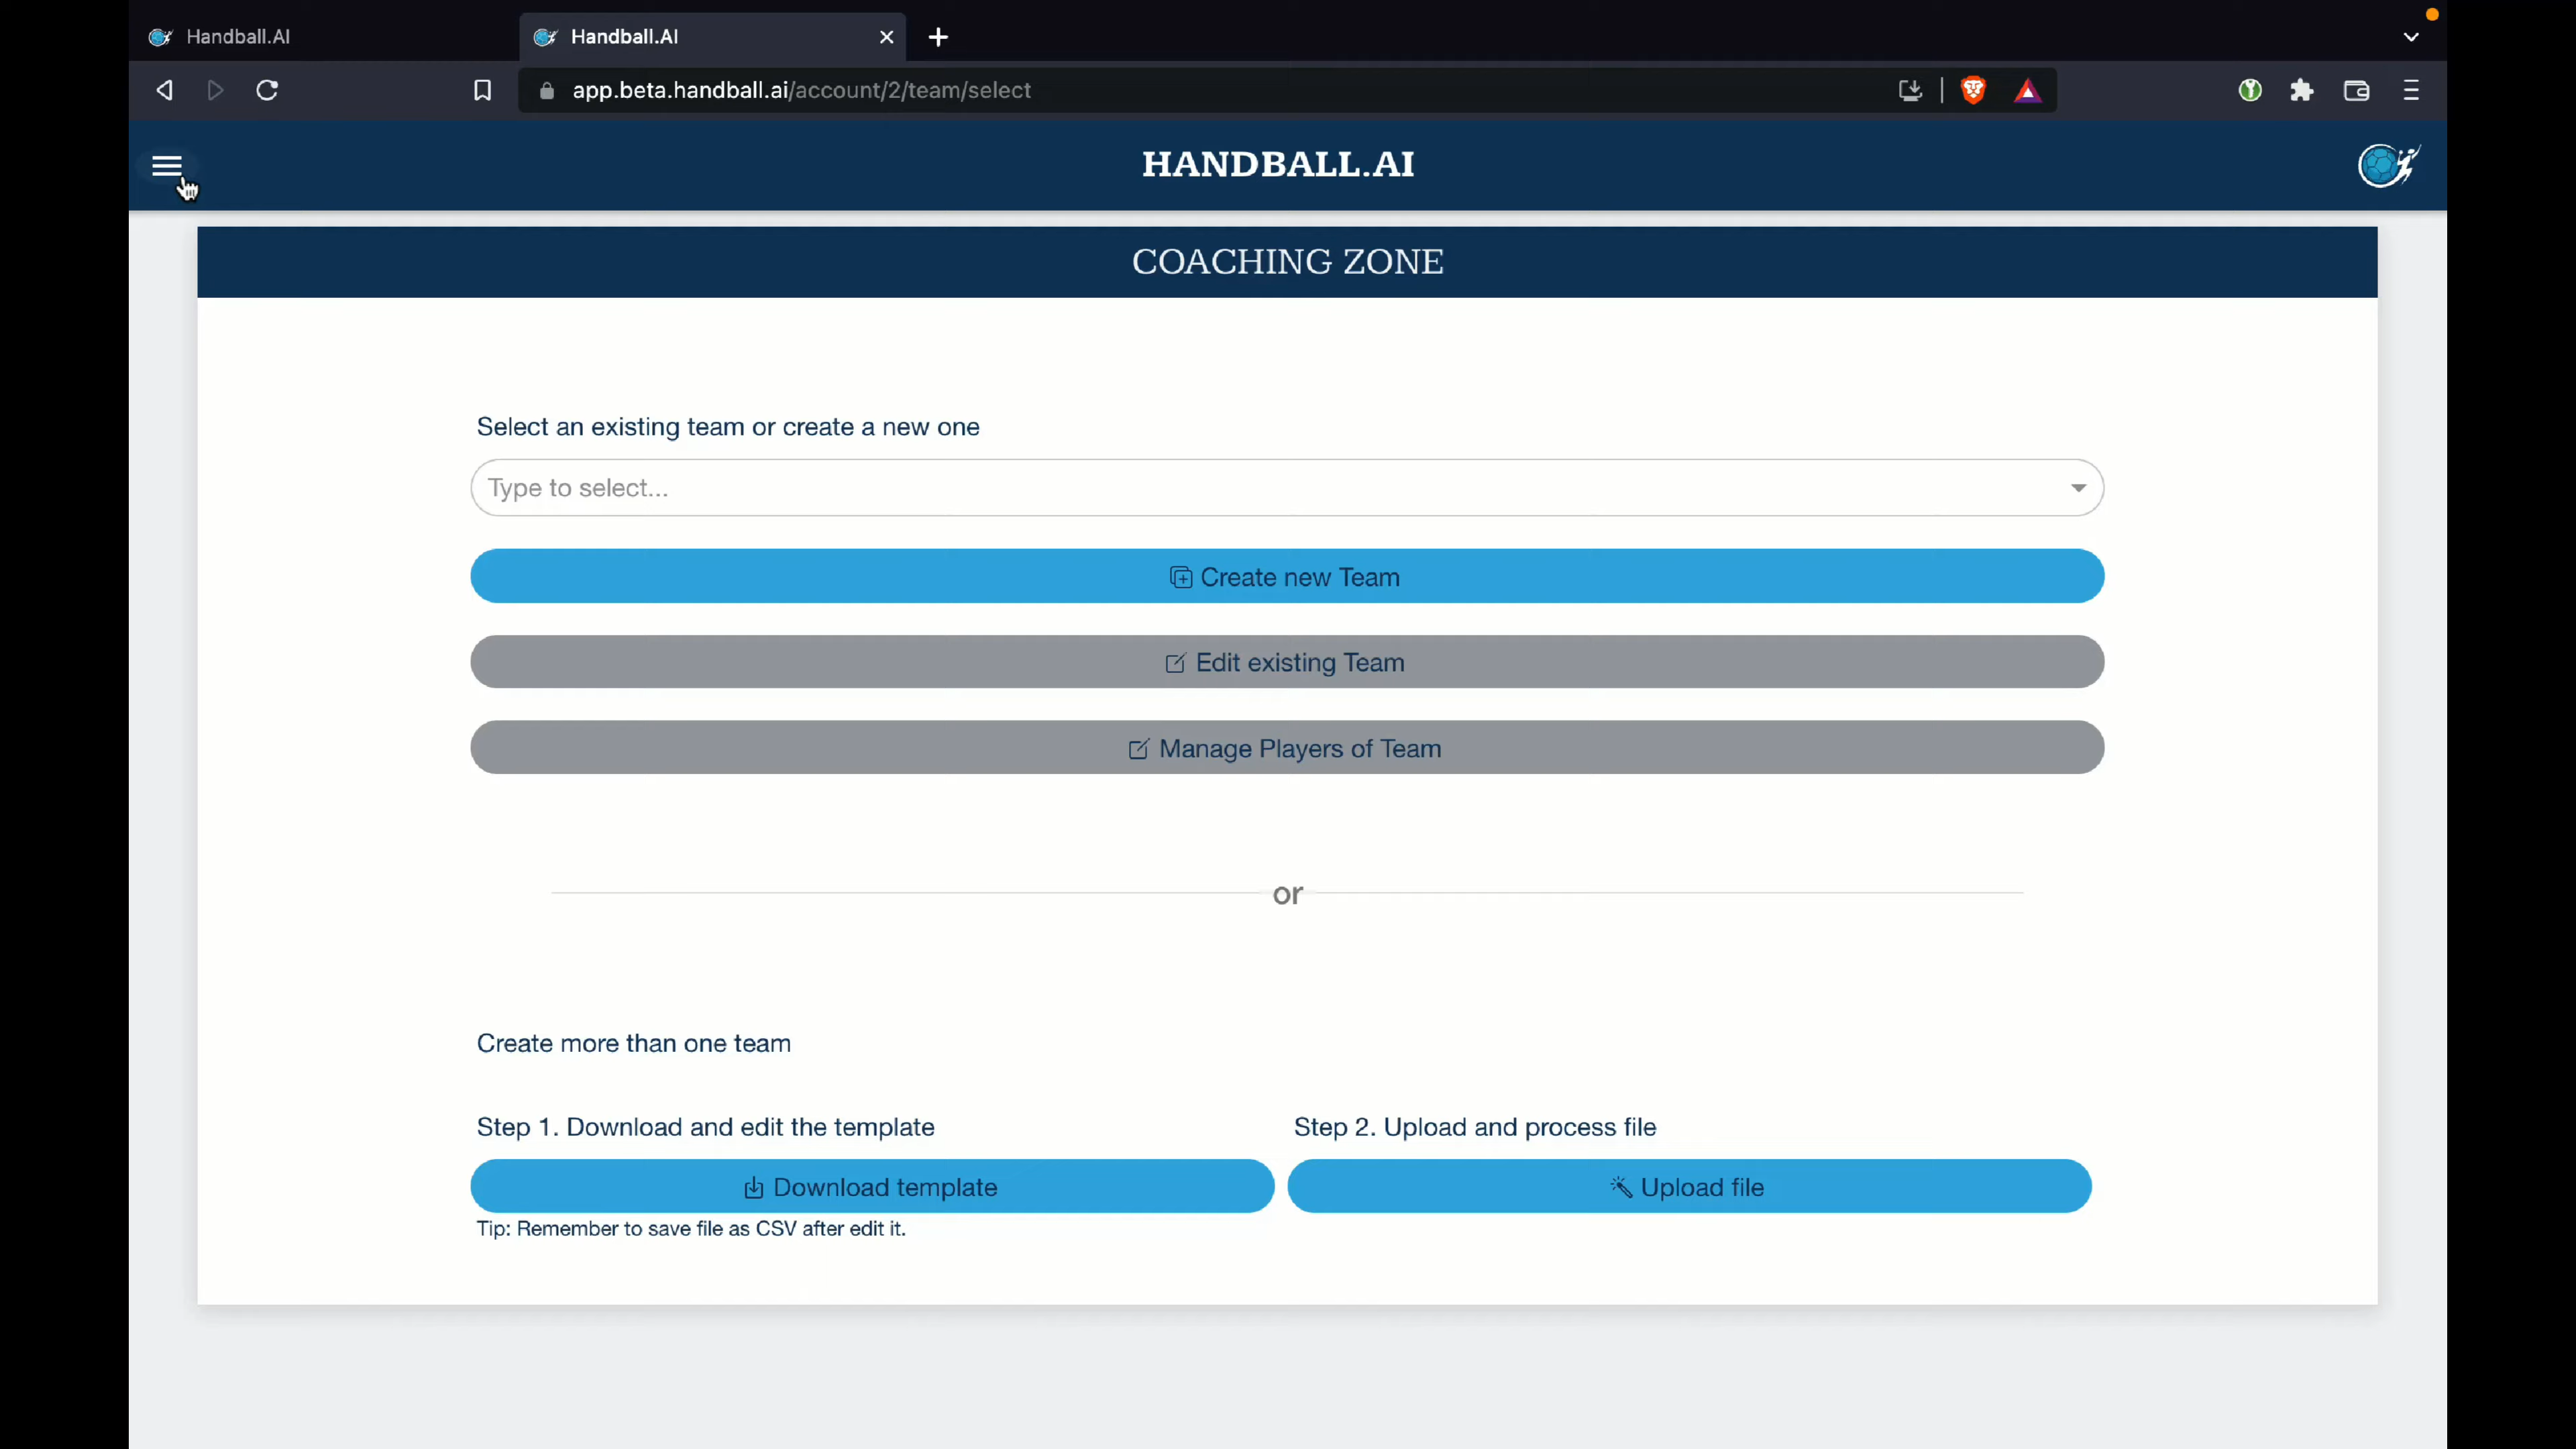 Handball.AI
Handball.AI
app.beta.handball.ai/account/2/team/select
HANDBALL.AI
COACHING ZONE
Select an existing team or create a new one
Type to select...
Create new Team
Edit existing Team
Manage Players of Team
or
Create more than one team
Step 1. Download and edit the template
Step 2. Upload and process file
Download template
Upload file
Tip: Remember to save file as CSV after edit it.